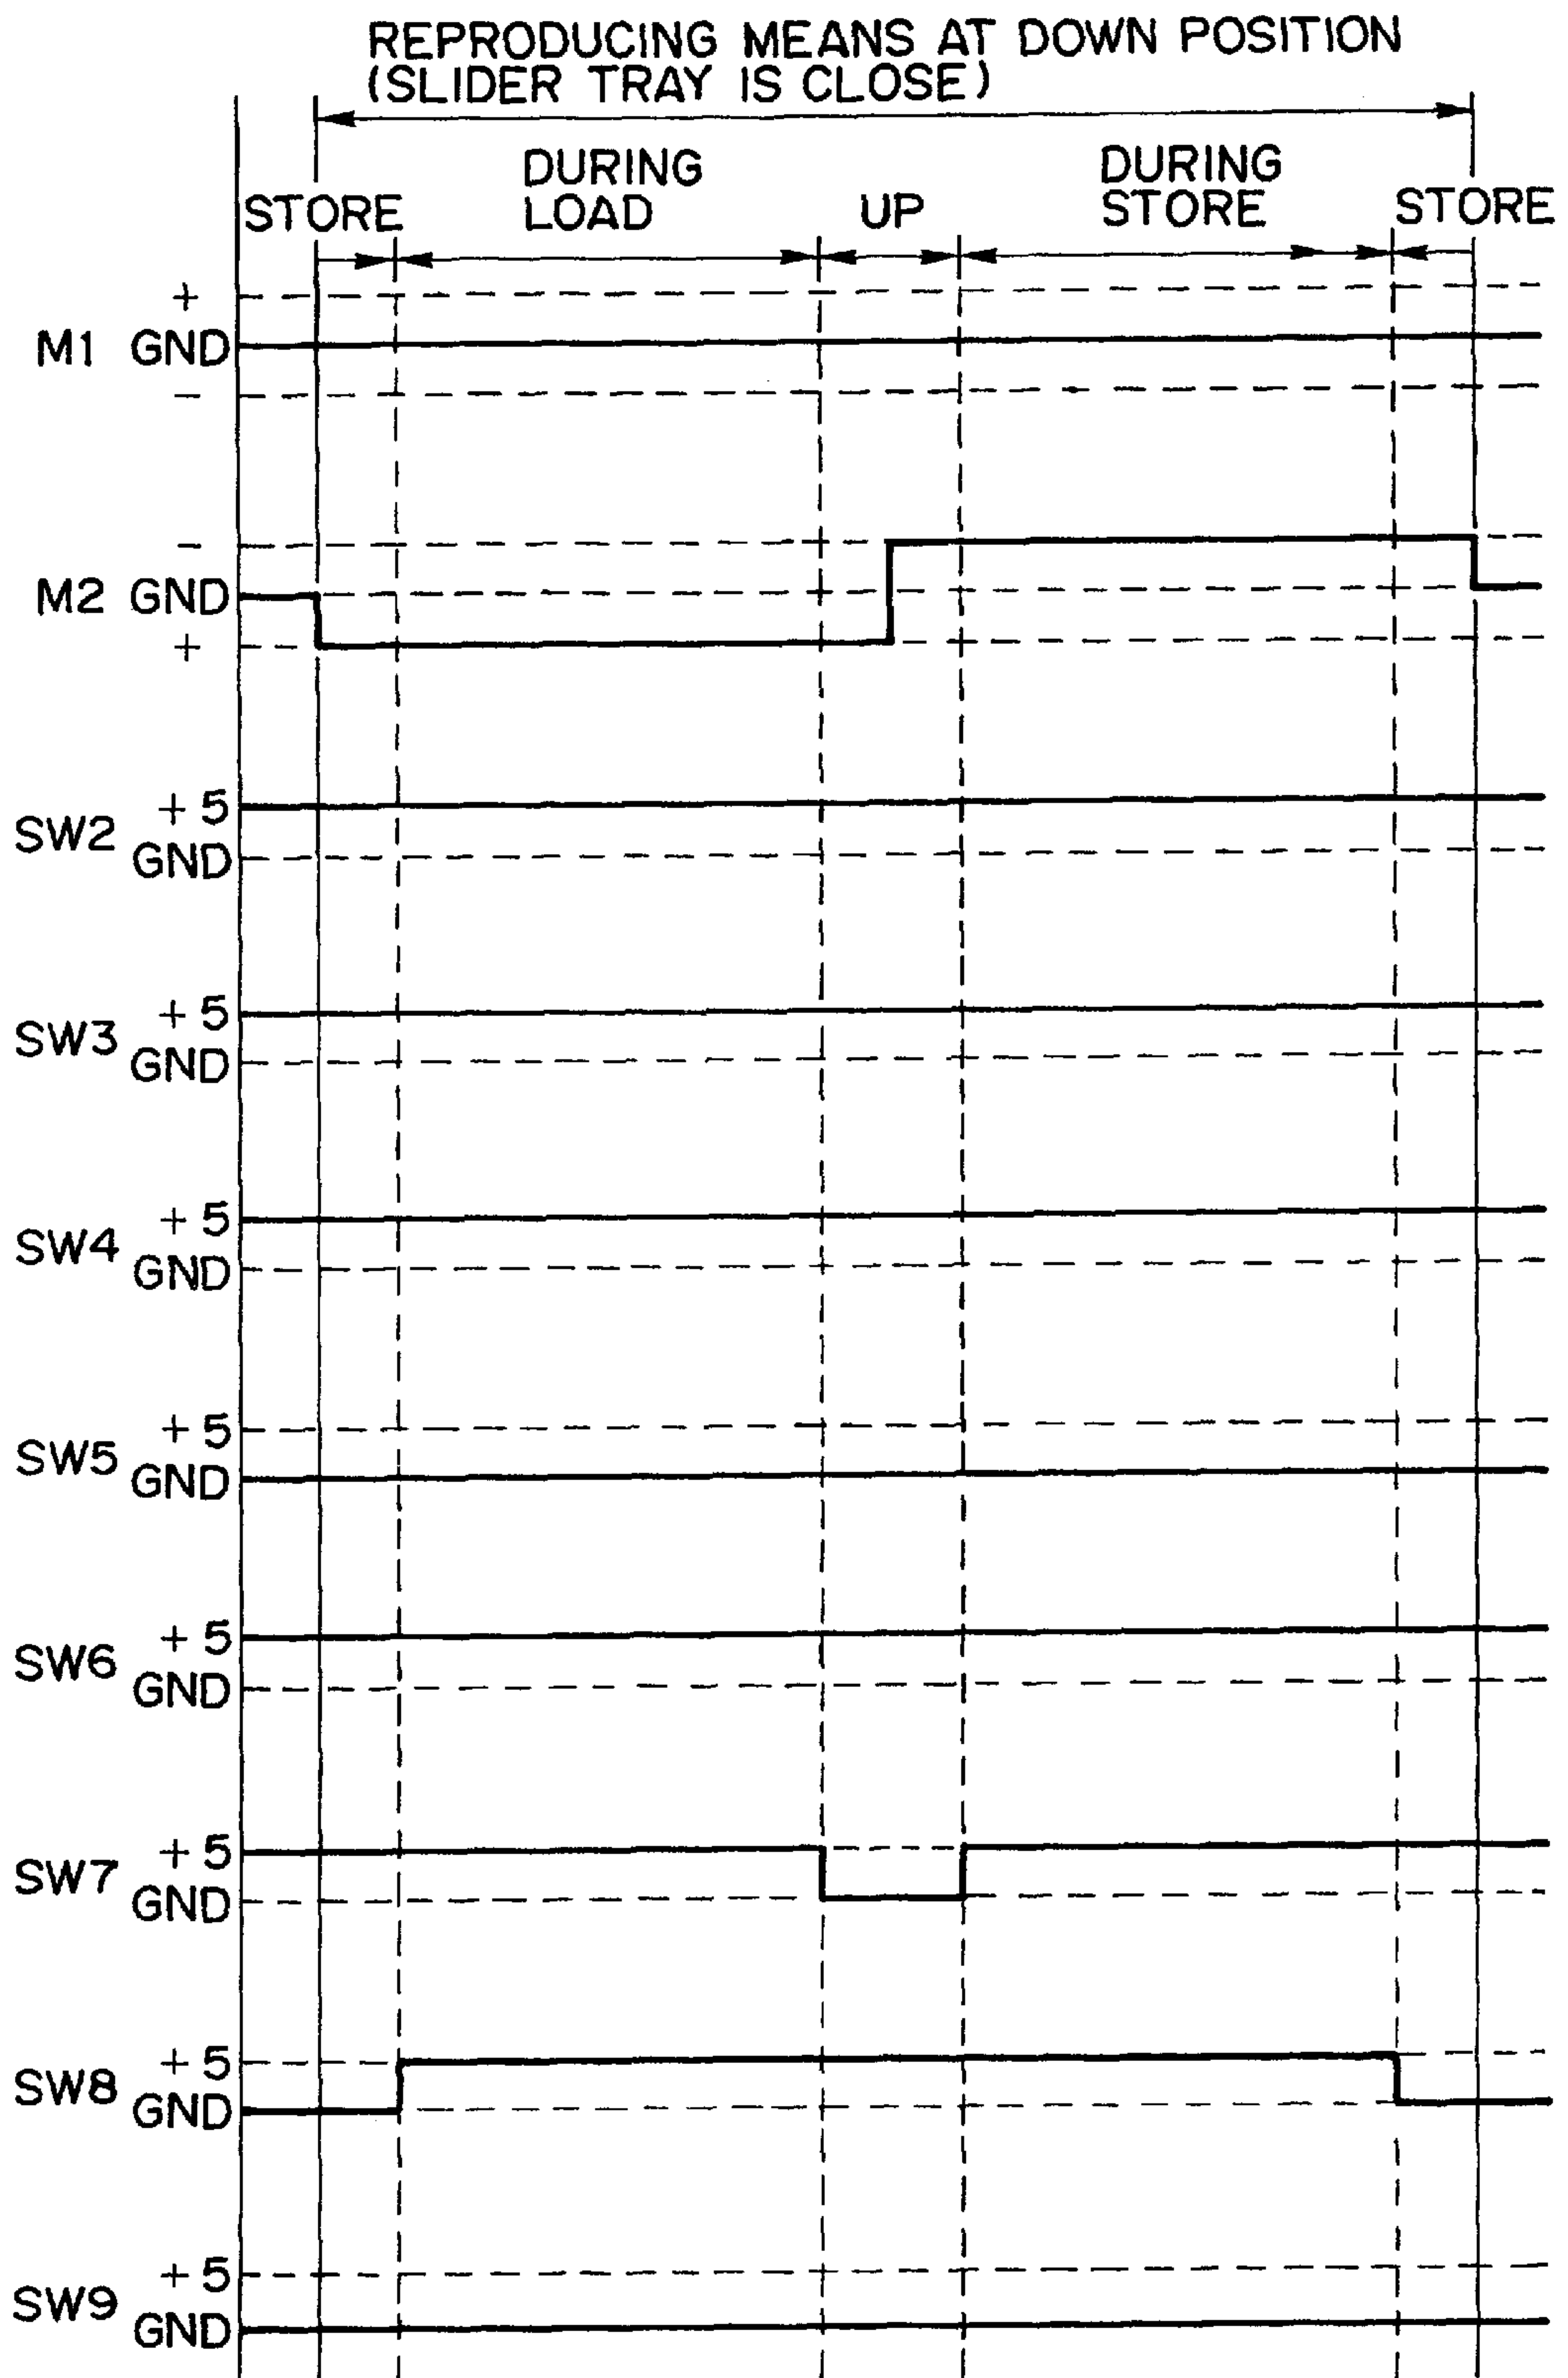 REPRODUCING MEANS AT DOWN POSITION
(SLIDER TRAY IS CLOSE)
STORE
DURING
LOAD
UP
DURING
STORE
STORE
+
M1 GND
-
-
M2 GND
+
+5
SW2
GND
+5
SW3
GND
+5
SW4
GND
+5
SW5
GND
+5
SW6
GND
+5
SW7
GND
+5
SW8
GND
+5
SW9
GND